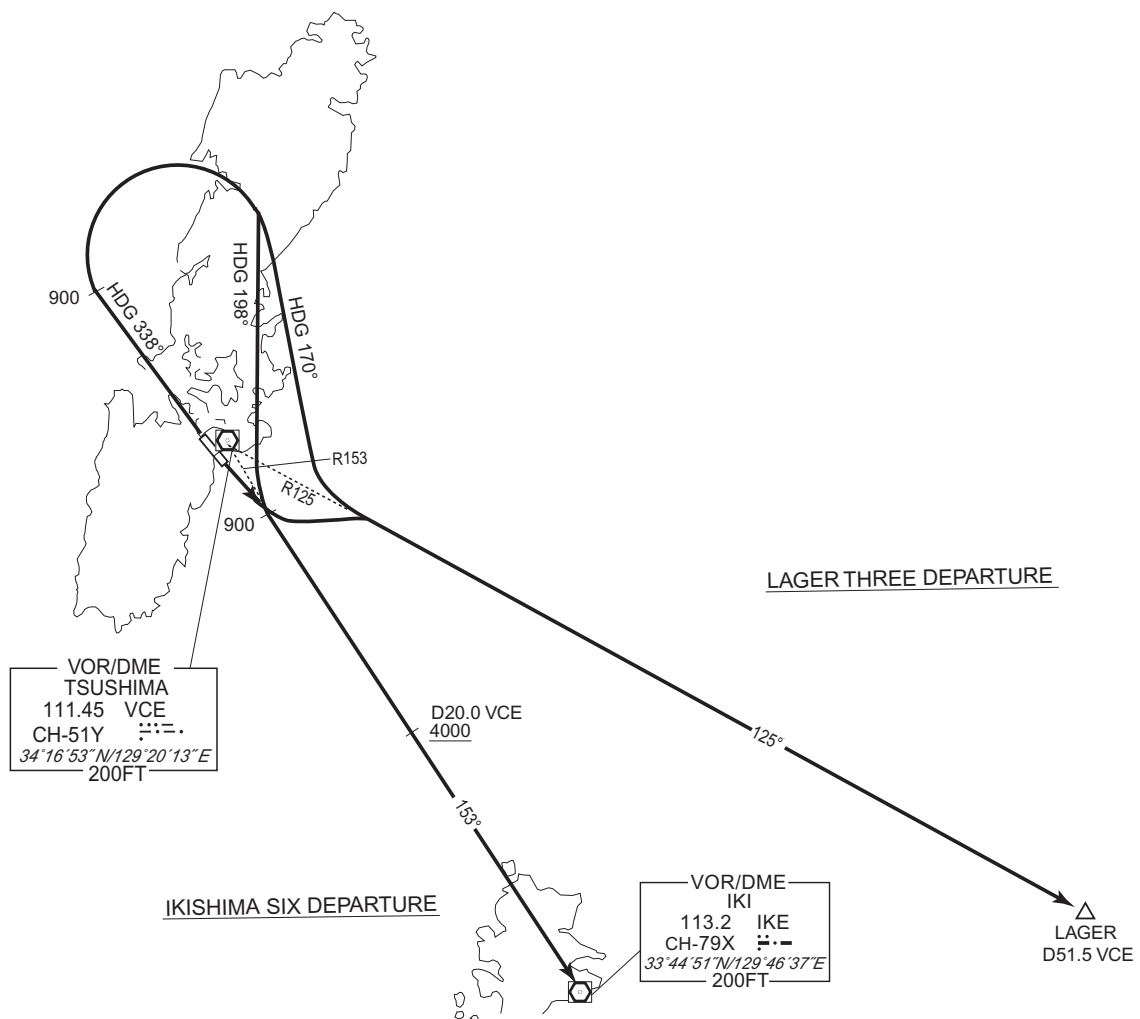 900
HDG 338°
HDG 198°
HDG 170°
R153
R125
900
LAGER THREE DEPARTURE
VOR/DME
TSUSHIMA
111.45 VCE
CH-51Y
34°16´53˝N/129°20´13˝E
200FT
D20.0 VCE
4000
125°
153°
IKISHIMA SIX DEPARTURE
VOR/DME
IKI
113.2 IKE
CH-79X
33°44´51˝N/129°46´37˝E
200FT
LAGER
D51.5 VCE